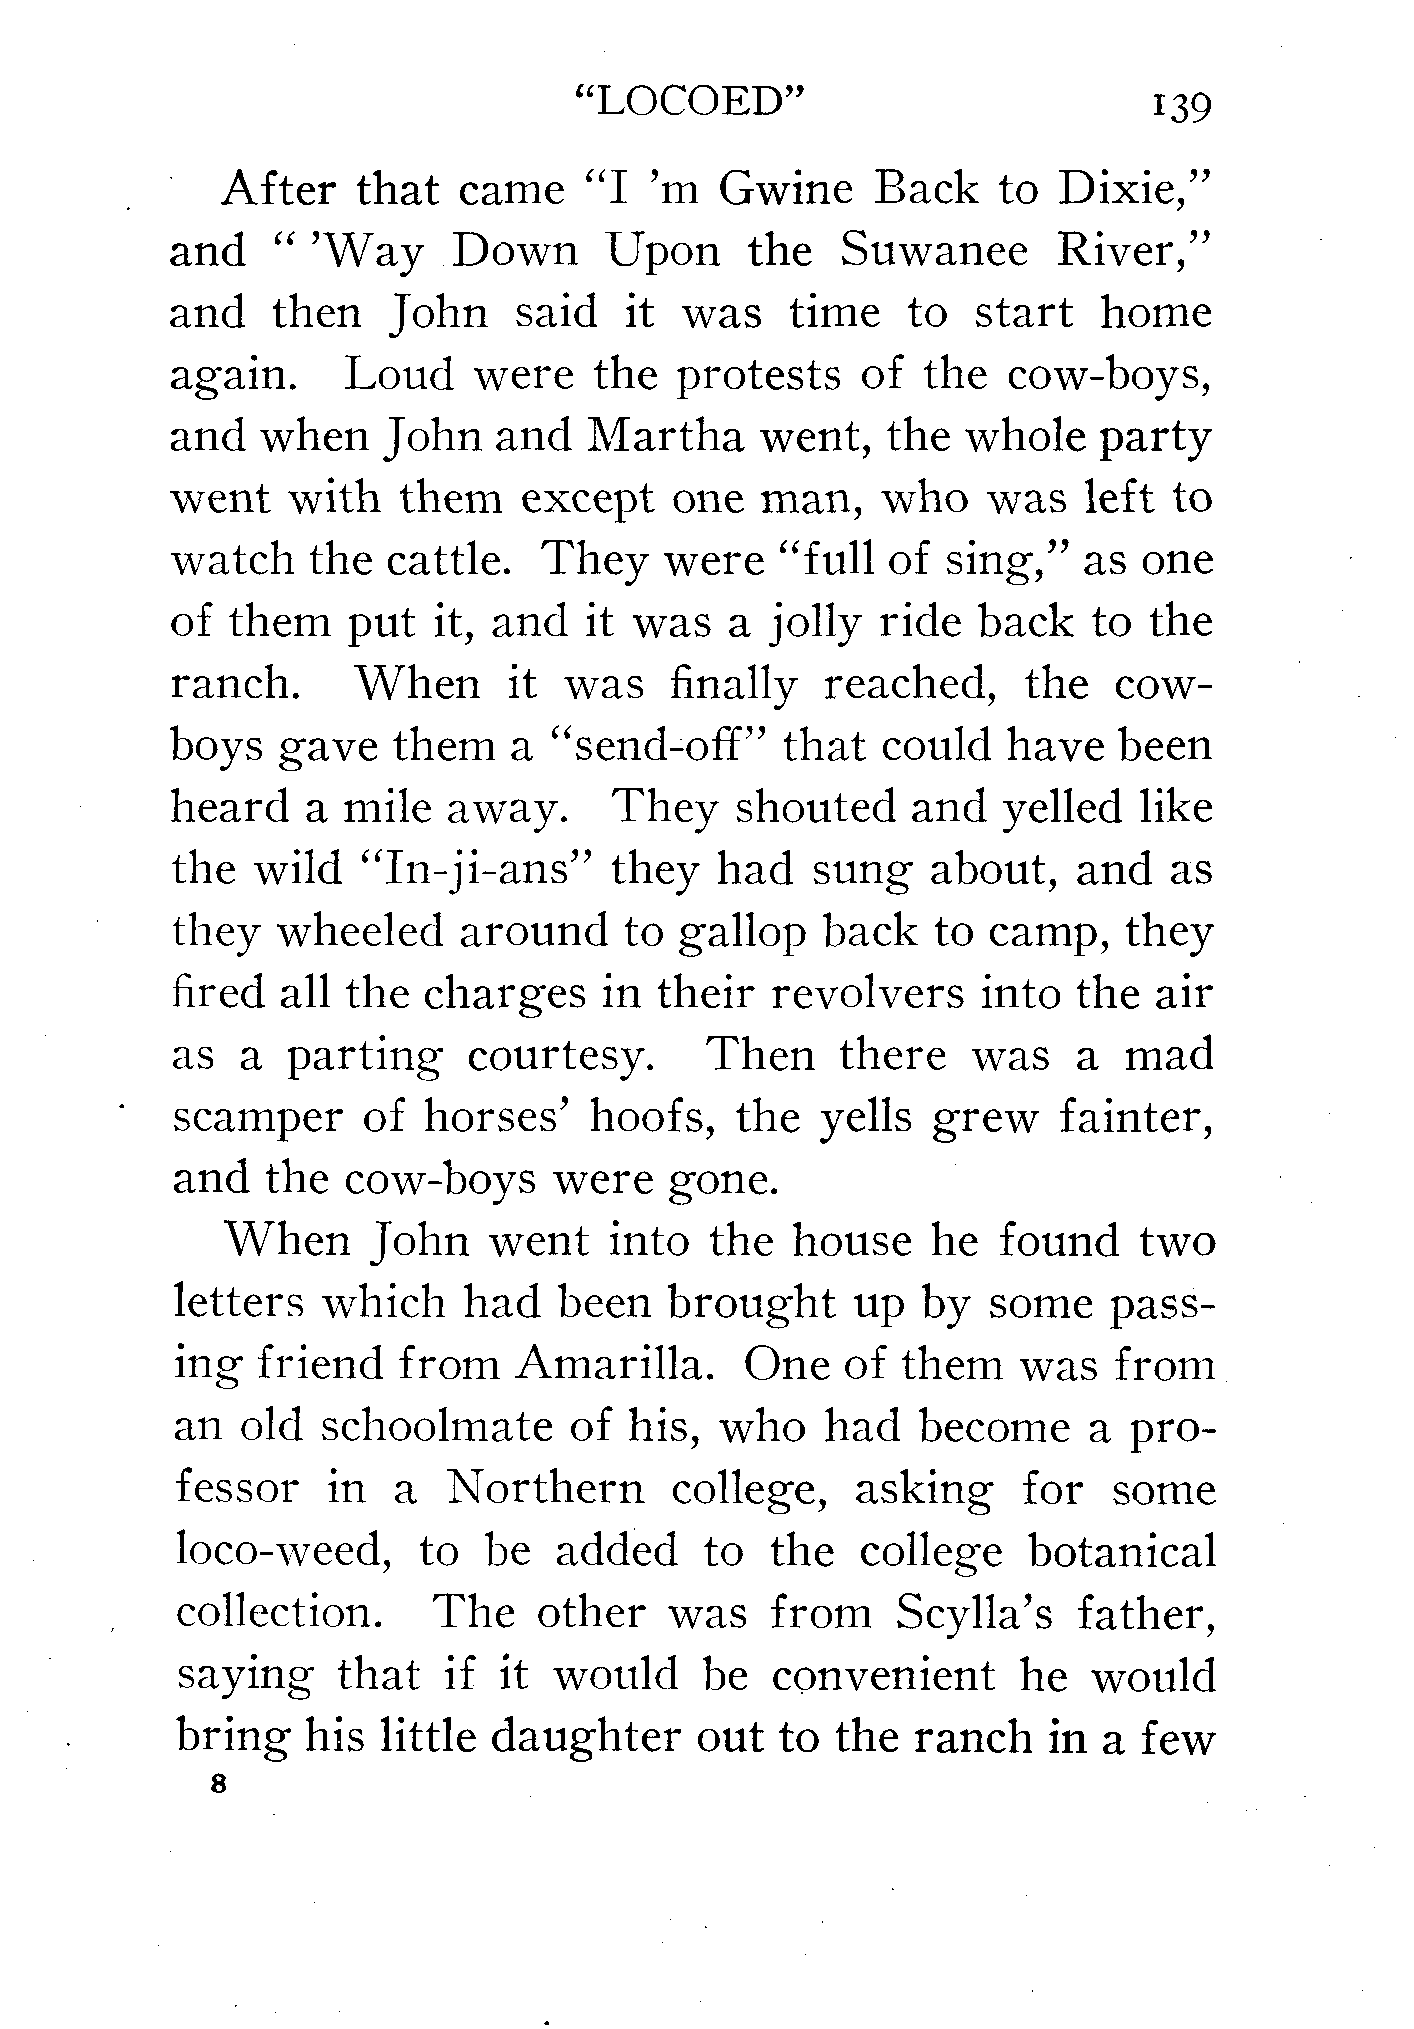 "LOCOED" 139
After that came "I 'm Gwine Back to Dixie,"
and " 'Way Down Upon the Suwanee River,"
and then John said it was time to start home
again. Loud were the protests of the cow-boys,
and when John and Martha went, the whole party
went with them except one man, who was left to
watch the cattle. They were "full of sing," as one
of them put it, and it was a jolly ride back to the
ranch. When it was finally reached, the cow-
boys gave them a "send-off" that could have been
heard a mile away. They shouted and yelled like
the wild "In-ji-ans" they had sung about, and as
they wheeled around to gallop back to camp, they
fired all the charges in their revolvers into the air
as a parting courtesy. Then there was a mad
scamper of horses' hoofs, the yells grew fainter,
and the cow-boys were gone.
When John went into the house he found two
letters which had been brought up by some pass-
ing friend from Amarilla. One of them was from
an old schoolmate of his, who had become a pro-
fessor in a Northern college, asking for some
loco-weed, to be added to the college botanical
collection. The other was from Scylla's father,
saying that if it would be convenient he would
bring his little daughter out to the ranch in a few
8